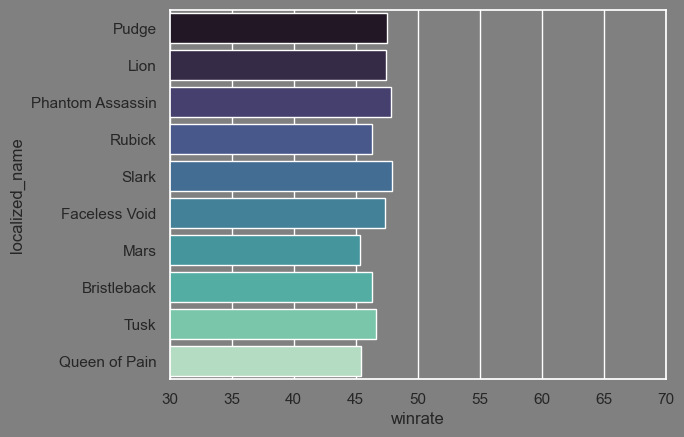 localized_name
Pudge
Lion
Phantom Assassin
Rubick
Slark
Faceless Void
Mars
Bristleback
Tusk
Queen of Pain
30 35 40 45 50 55 60 65 70
winrate